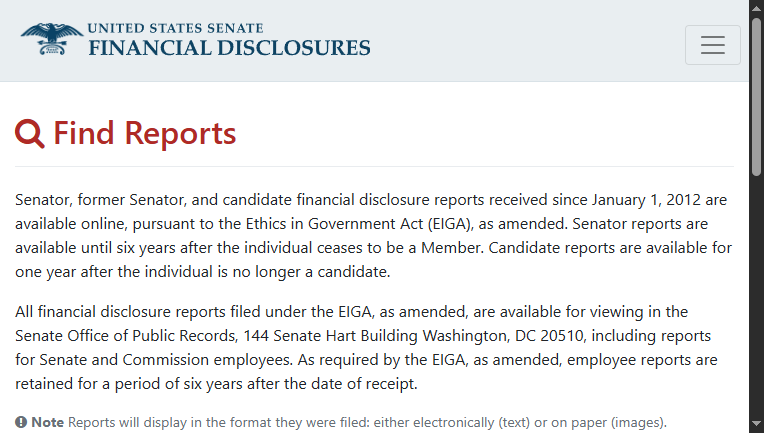 UNITED STATES SENATE
FINANCIAL DISCLOSURES
Find Reports
Senator, former Senator, and candidate financial disclosure reports received since January 1, 2012 are
available online, pursuant to the Ethics in Government Act (EIGA), as amended. Senator reports are
available until six years after the individual ceases to be a Member. Candidate reports are available for
one year after the individual is no longer a candidate.
All financial disclosure reports filed under the EIGA, as amended, are available for viewing in the
Senate Office of Public Records, 144 Senate Hart Building Washington, DC 20510, including reports
for Senate and Commission employees. As required by the EIGA, as amended, employee reports are
retained for a period of six years after the date of receipt.
Note Reports will display in the format they were filed: either electronically (text) or on paper (images).